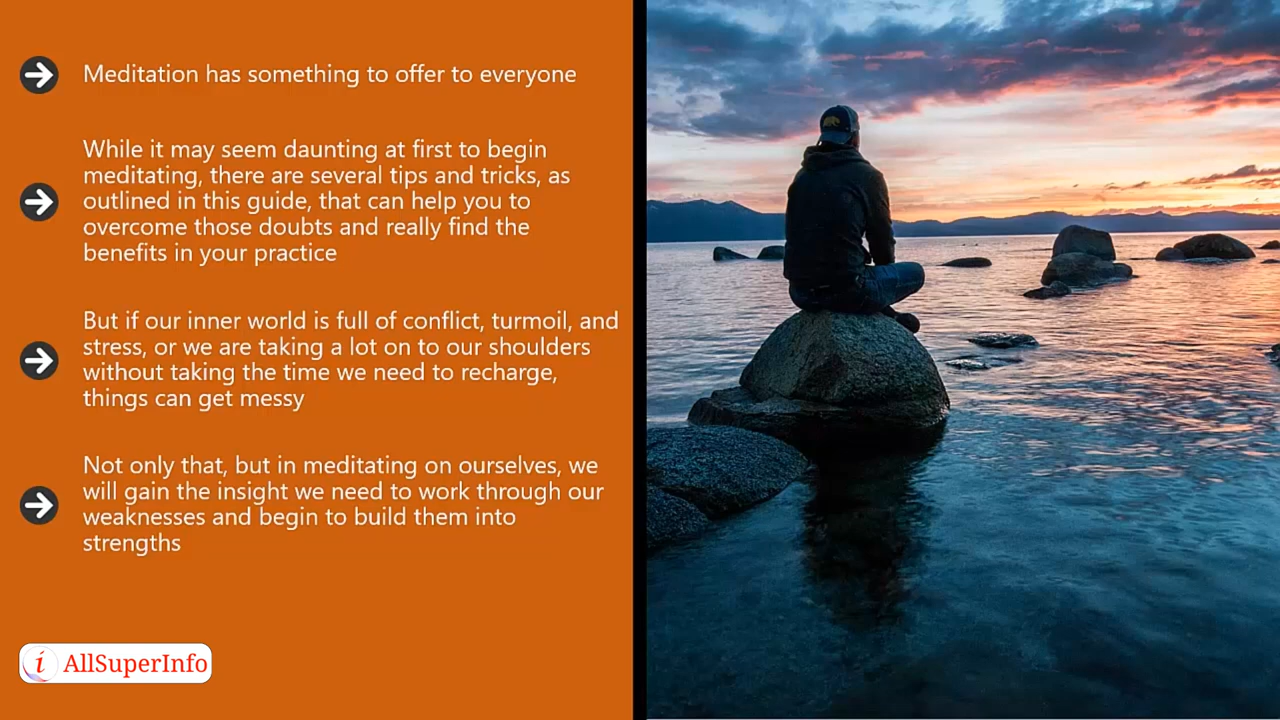 Meditation has something to offer to everyone
While it may seem daunting at first to begin
meditating, there are several tips and tricks, as
outlined in this guide, that can help you to
overcome those doubts and really find the
benefits in your practice
But if our inner world is full of conflict, turmoil, and
stress, or we are taking a lot on to our shoulders
without taking the time we need to recharge,
things can get messy
Not only that, but in meditating on ourselves, we
will gain the insight we need to work through our
weaknesses and begin to build them into
strengths
i AllSuperInfo